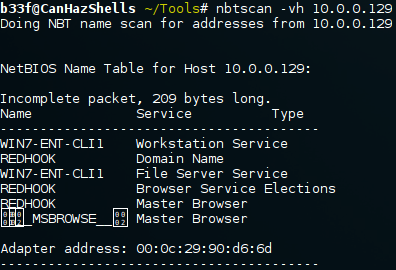 b33f@CanHazShells ~/Tools# nbtscan -vh 10.0.0.129
Doing NBT name scan for addresses from 10.0.0.129
NetBIOS Name Table for Host 10.0.0.129:
Incomplete packet, 209 bytes long.
Name Service Type
----------------------------------------
WIN7-ENT-CLI1 Workstation Service
REDHOOK Domain Name
WIN7-ENT-CLI1 File Server Service
REDHOOK Browser Service Elections
REDHOOK Master Browser
__MSBROWSE__ Master Browser
Adapter address: 00:0c:29:90:d6:6d
----------------------------------------